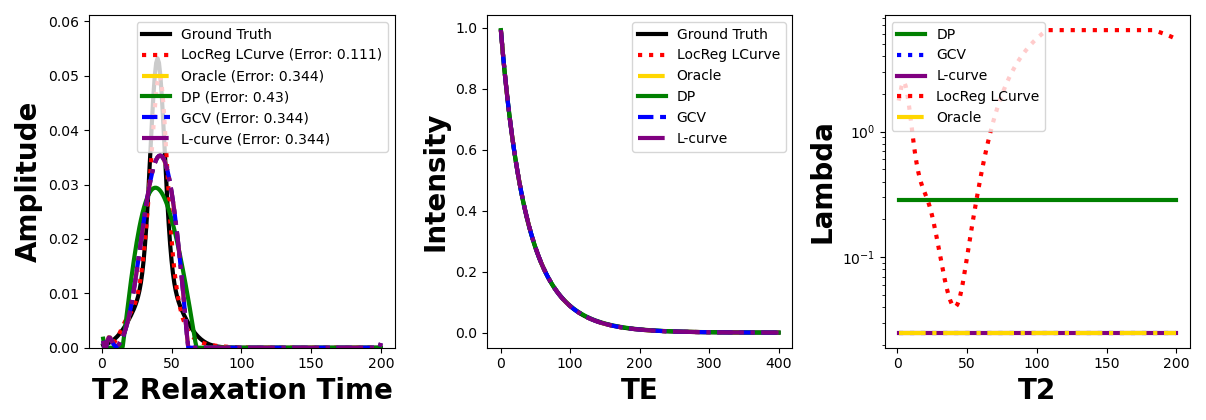 0.06
0.05
0.04
0.03
0.02
0.01
0.00
Amplitude
Ground Truth
LocReg LCurve (Error: 0.111)
Oracle (Error: 0.344)
DP (Error: 0.43)
GCV (Error: 0.344)
L-curve (Error: 0.344)
0
50
100
150
200
T2 Relaxation Time
1.0
0.8
0.6
0.4
0.2
0.0
Intensity
Ground Truth
LocReg LCurve
Oracle
DP
GCV
L-curve
0
100
200
300
400
TE
10⁰
10⁻¹
Lambda
DP
GCV
L-curve
LocReg LCurve
Oracle
0
50
100
150
200
T2